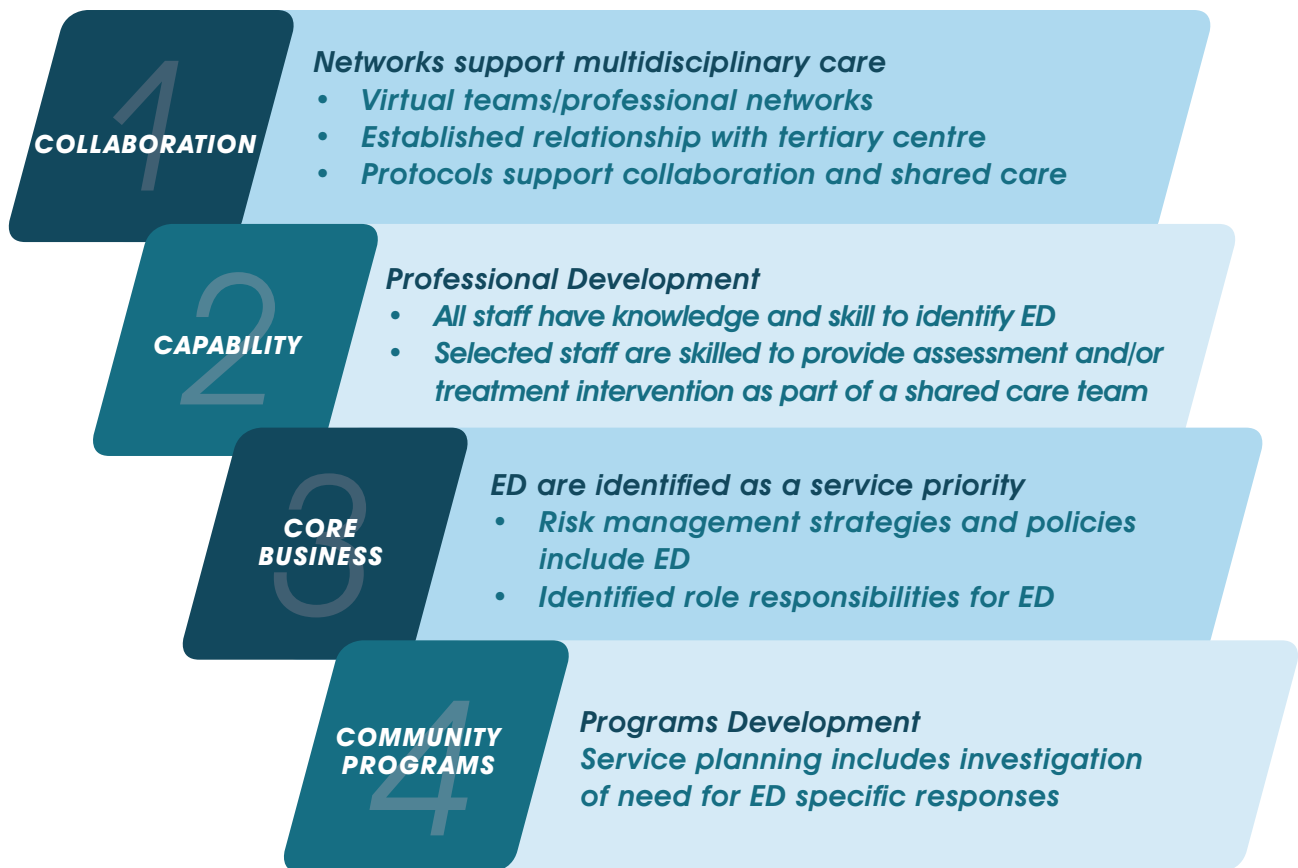 1
COLLABORATION
Networks support multidisciplinary care
• Virtual teams/professional networks
• Established relationship with tertiary centre
• Protocols support collaboration and shared care
2
CAPABILITY
Professional Development
• All staff have knowledge and skill to identify ED
• Selected staff are skilled to provide assessment and/or
treatment intervention as part of a shared care team
3
CORE
BUSINESS
ED are identified as a service priority
• Risk management strategies and policies
include ED
• Identified role responsibilities for ED
4
COMMUNITY
PROGRAMS
Programs Development
Service planning includes investigation
of need for ED specific responses